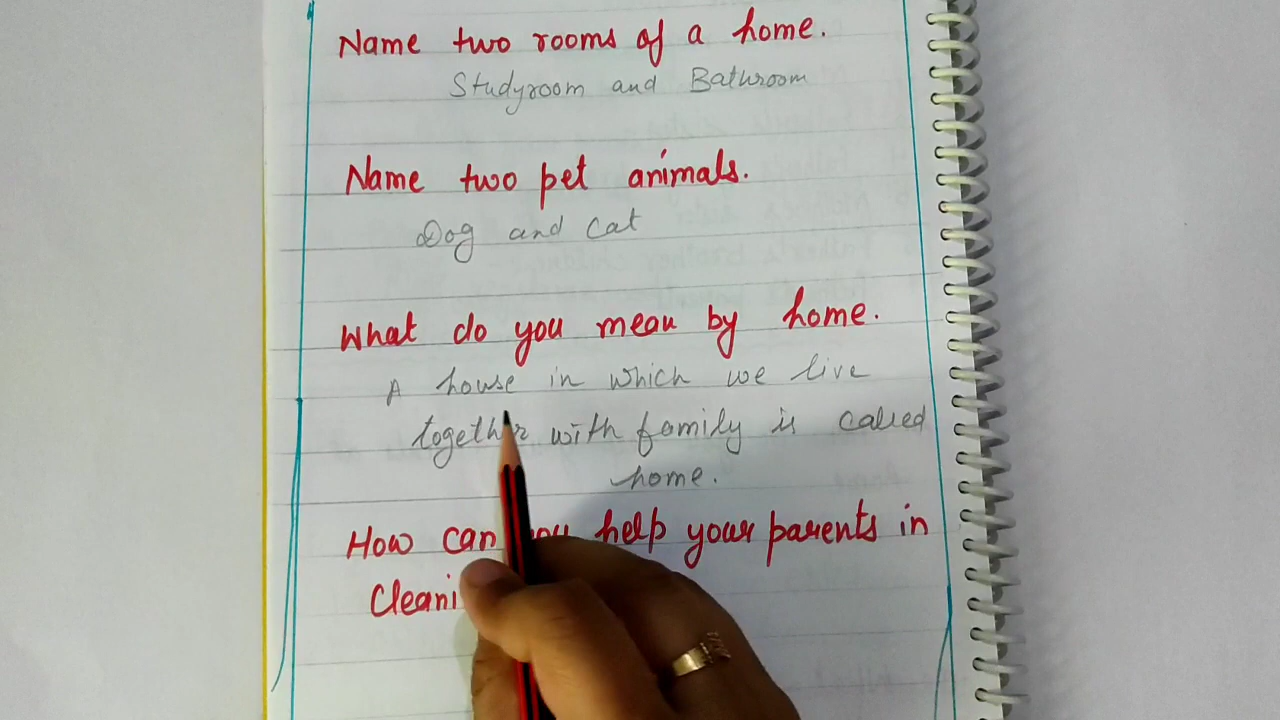 Name two rooms of a home.
Studyroom and Bathroom
Name two pet animals.
Dog and Cat
What do you mean by home.
A house in which we live
together with family is called
home.
How can you help your parents in